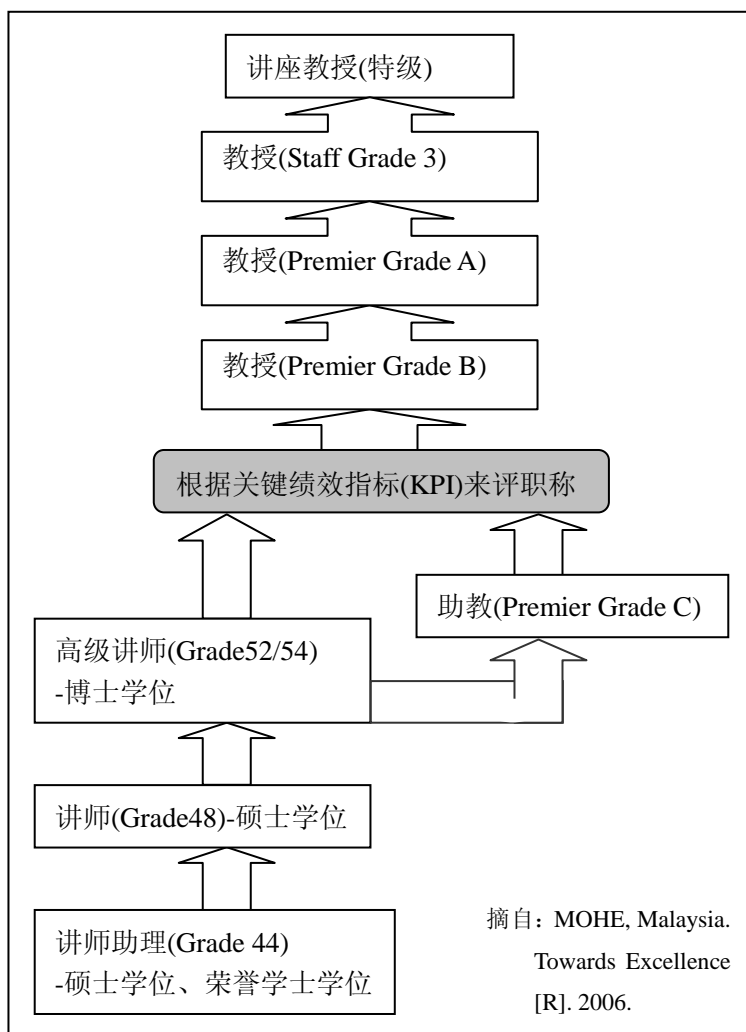 讲座教授(特级)
教授(Staff Grade 3)
教授(Premier Grade A)
教授(Premier Grade B)
根据关键绩效指标(KPI)来评职称
助教(Premier Grade C)
高级讲师(Grade52/54)
-博士学位
讲师(Grade48)-硕士学位
讲师助理(Grade 44)
-硕士学位、荣誉学士学位
摘自：MOHE, Malaysia.
Towards Excellence
[R]. 2006.